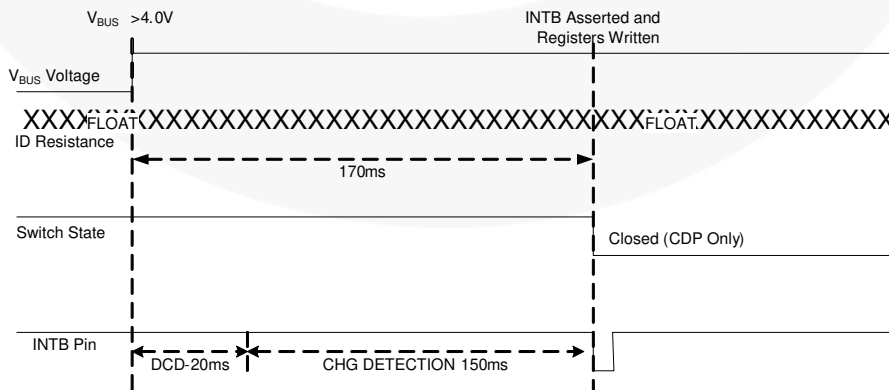 VBUS >4.0V
INTB Asserted and
Registers Written
VBUS Voltage
XXXXFLOATXXXXXXXXXXXXXXXXXXXXXXXXXXXXXXXXXXXXXFLOATXXXXXXXXXXXX
ID Resistance
170ms
Switch State
Closed (CDP Only)
INTB Pin
DCD-20ms
CHG DETECTION 150ms